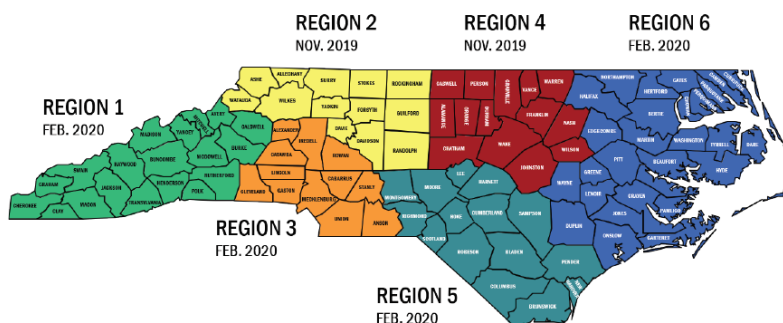 REGION 2
NOV. 2019
REGION 4
NOV. 2019
REGION 6
FEB. 2020
REGION 1
FEB. 2020
REGION 3
FEB. 2020
REGION 5
FEB. 2020
ASHE
ALLEGHANY
SURRY
STOKES
ROCKINGHAM
WATAUGA
WILKES
YADKIN
FORSYTH
GUILFORD
DAVIE
DAVIDSON
RANDOLPH
CASWELL
PERSON
GRANVILLE
VANCE
WARREN
ALAMANCE
ORANGE
DURHAM
FRANKLIN
NASH
CHATHAM
WAKE
WILSON
JOHNSTON
NORTHAMPTON
GATES
HALIFAX
HERTFORD
BERTIE
EDGECOMBE
MARTIN
WASHINGTON
TYRRELL
DARE
PITT
BEAUFORT
HYDE
GREENE
WAYNE
LENOIR
CRAVEN
PAMLICO
JONES
DUPLIN
ONSLOW
CARTERET
AVERY
MITCHELL
CALDWELL
MADISON
YANCEY
BURKE
MCDOWELL
BUNCOMBE
HAYWOOD
SWAIN
GRAHAM
JACKSON
HENDERSON
RUTHERFORD
POLK
CHEROKEE
CLAY
MACON
TRANSYLVANIA
ALEXANDER
IREDELL
CATAWBA
ROWAN
LINCOLN
CABARRUS
STANLY
CLEVELAND
GASTON
MECKLENBURG
UNION
ANSON
MONTGOMERY
MOORE
LEE
HARNETT
RICHMOND
HOKE
CUMBERLAND
SAMPSON
SCOTLAND
ROBESON
BLADEN
PENDER
COLUMBUS
BRUNSWICK